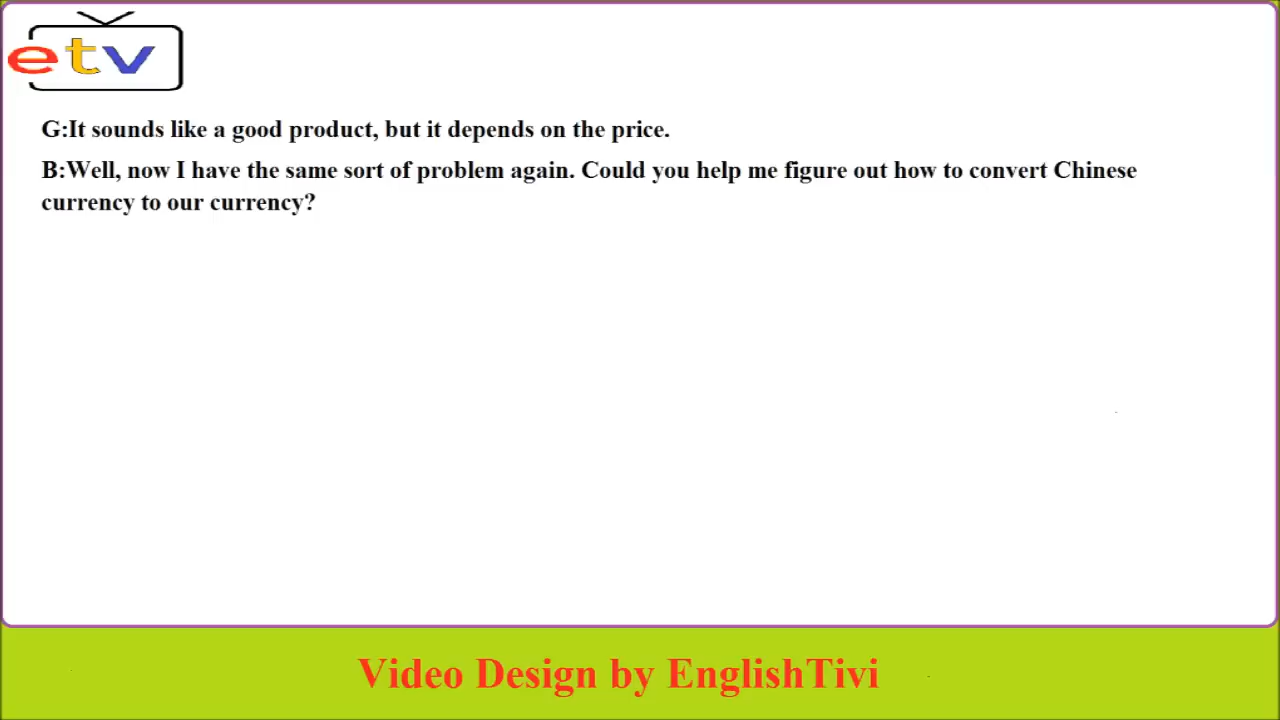 etv
G:It sounds like a good product, but it depends on the price.
B:Well, now I have the same sort of problem again. Could you help me figure out how to convert Chinese
currency to our currency?
Video Design by EnglishTivi